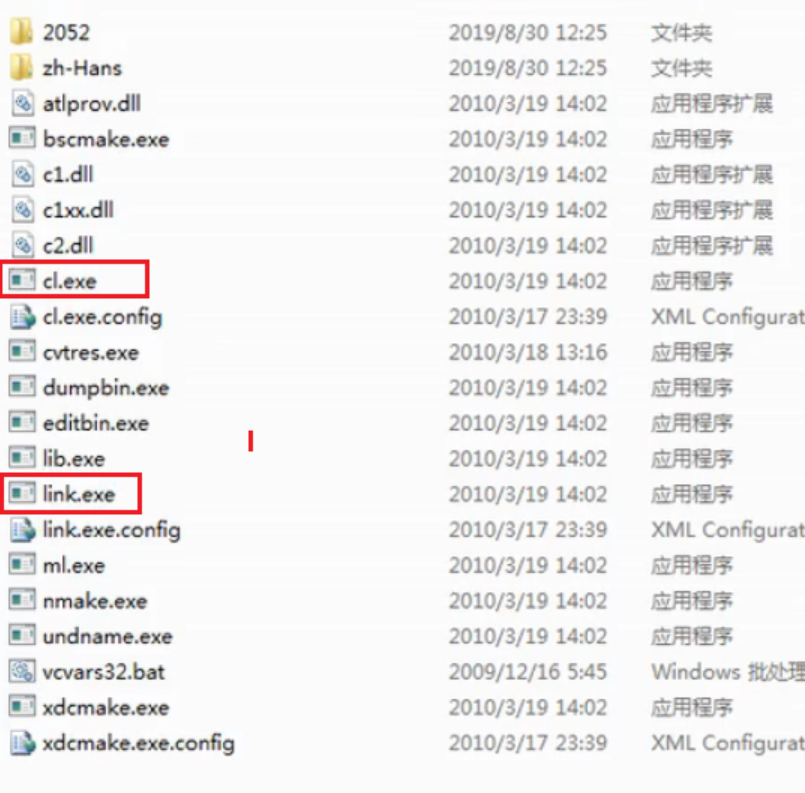 2052 2019/8/30 12:25 文件夹
zh-Hans 2019/8/30 12:25 文件夹
atlprov.dll 2010/3/19 14:02 应用程序扩展
bscmake.exe 2010/3/19 14:02 应用程序
c1.dll 2010/3/19 14:02 应用程序扩展
c1xx.dll 2010/3/19 14:02 应用程序扩展
c2.dll 2010/3/19 14:02 应用程序扩展
cl.exe 2010/3/19 14:02 应用程序
cl.exe.config 2010/3/17 23:39 XML Configurat
cvtres.exe 2010/3/18 13:16 应用程序
dumpbin.exe 2010/3/19 14:02 应用程序
editbin.exe 2010/3/19 14:02 应用程序
lib.exe 2010/3/19 14:02 应用程序
link.exe 2010/3/19 14:02 应用程序
link.exe.config 2010/3/17 23:39 XML Configurat
ml.exe 2010/3/19 14:02 应用程序
nmake.exe 2010/3/19 14:02 应用程序
undname.exe 2010/3/19 14:02 应用程序
vcvars32.bat 2009/12/16 5:45 Windows 批处理
xdcmake.exe 2010/3/19 14:02 应用程序
xdcmake.exe.config 2010/3/17 23:39 XML Configurat